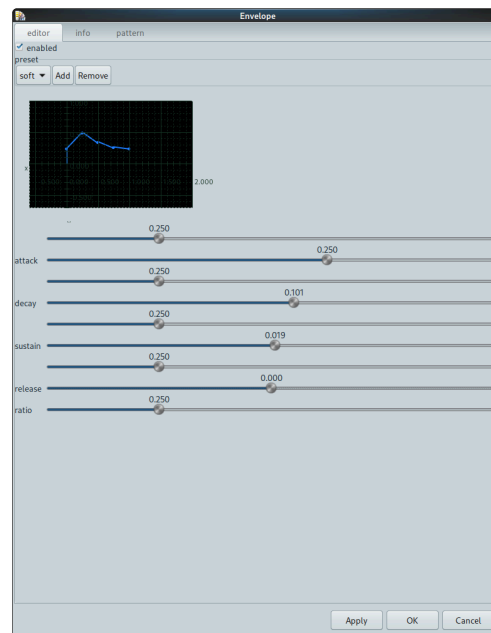 Envelope
editor info pattern
enabled
preset
soft Add Remove
x 2.000
0.250
attack 0.250
0.250
decay 0.101
0.250
sustain 0.019
0.250
release 0.000
ratio 0.250
Apply OK Cancel